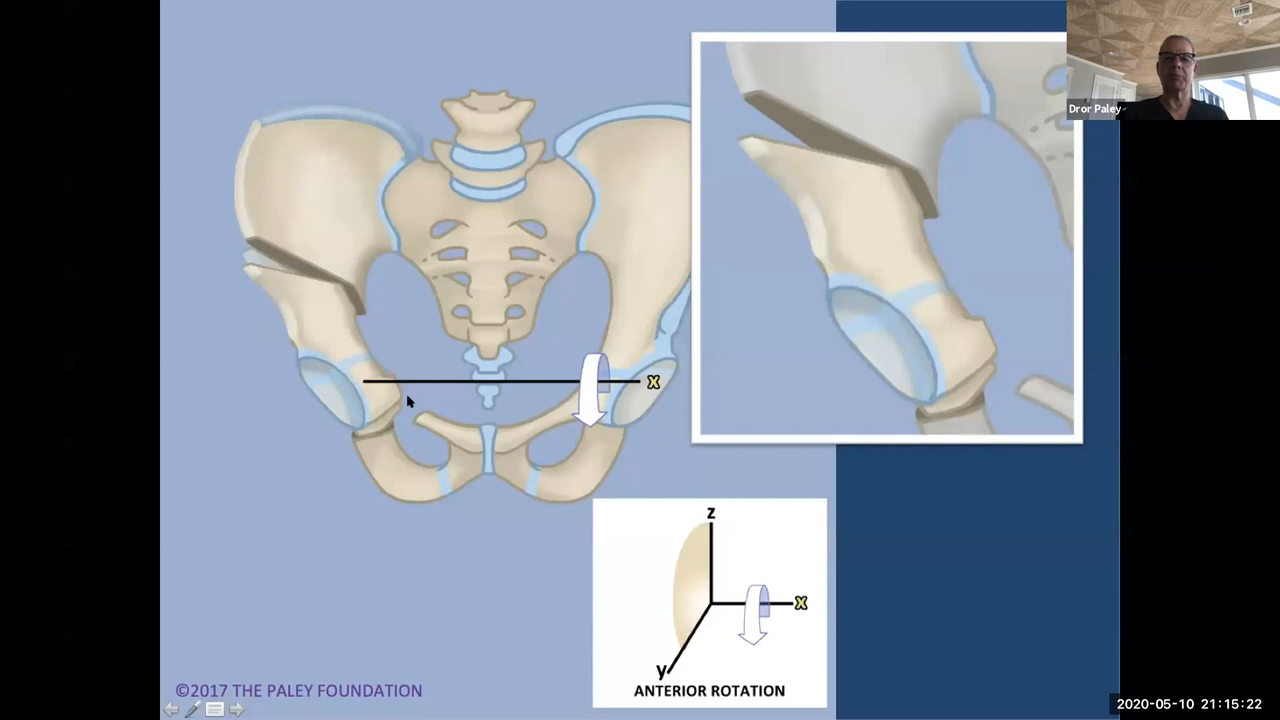 Dror Paley
X
z
X
y
ANTERIOR ROTATION
©2017 THE PALEY FOUNDATION
2020-05-10 21:15:22